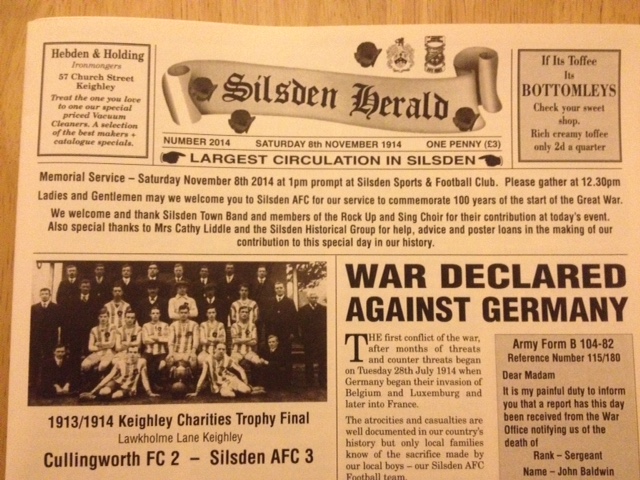 Hebden & Holding
Ironmongers
57 Church Street
Keighley
Treat the one you love
to one our special
priced Vacuum
Cleaners. A selection
of the best makers +
catalogue specials.
Silsden Herald
NUMBER 2014 SATURDAY 8th NOVEMBER 1914 ONE PENNY (£3)
LARGEST CIRCULATION IN SILSDEN
If Its Toffee
Its
BOTTOMLEYS
Check your sweet
shop.
Rich creamy toffee
only 2d a quarter
Memorial Service – Saturday November 8th 2014 at 1pm prompt at Silsden Sports & Football Club. Please gather at 12.30pm
Ladies and Gentlemen may we welcome you to Silsden AFC for our service to commemorate 100 years of the start of the Great War.
We welcome and thank Silsden Town Band and members of the Rock Up and Sing Choir for their contribution at today's event.
Also special thanks to Mrs Cathy Liddle and the Silsden Historical Group for help, advice and poster loans in the making of our
contribution to this special day in our history.
1913/1914 Keighley Charities Trophy Final
Lawkholme Lane Keighley
Cullingworth FC 2 – Silsden AFC 3
WAR DECLARED
AGAINST GERMANY
THE first conflict of the war,
after months of threats
and counter threats began
on Tuesday 28th July 1914 when
Germany began their invasion of
Belgium and Luxemburg and
later into France.
The atrocities and casualties are
well documented in our country's
history but only local families
know of the sacrifice made by
our local boys – our Silsden AFC
Football team.
Army Form B 104-82
Reference Number 115/180
Dear Madam
It is my painful duty to inform
you that a report has this day
been received from the War
Office notifying us of the
death of
Rank – Sergeant
Name – John Baldwin